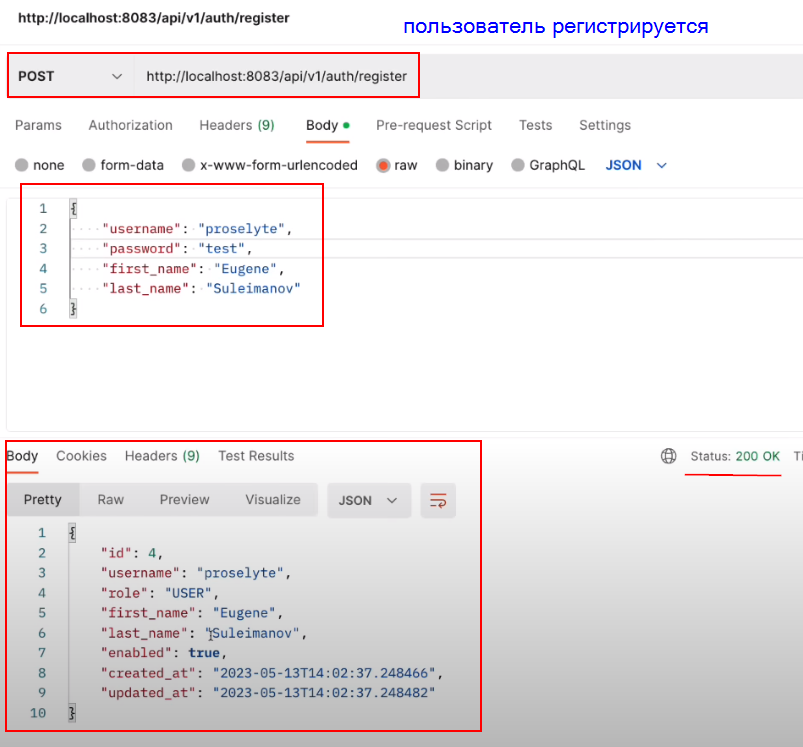 http://localhost:8083/api/v1/auth/register
пользователь регистрируется
POST http://localhost:8083/api/v1/auth/register
Params Authorization Headers (9) Body Pre-request Script Tests Settings
none form-data x-www-form-urlencoded raw binary GraphQL JSON
1 {
2 "username": "proselyte",
3 "password": "test",
4 "first_name": "Eugene",
5 "last_name": "Suleimanov"
6 }
Body Cookies Headers (9) Test Results Status: 200 OK
Pretty Raw Preview Visualize JSON
1 {
2 "id": 4,
3 "username": "proselyte",
4 "role": "USER",
5 "first_name": "Eugene",
6 "last_name": "Suleimanov",
7 "enabled": true,
8 "created_at": "2023-05-13T14:02:37.248466",
9 "updated_at": "2023-05-13T14:02:37.248482"
10 }